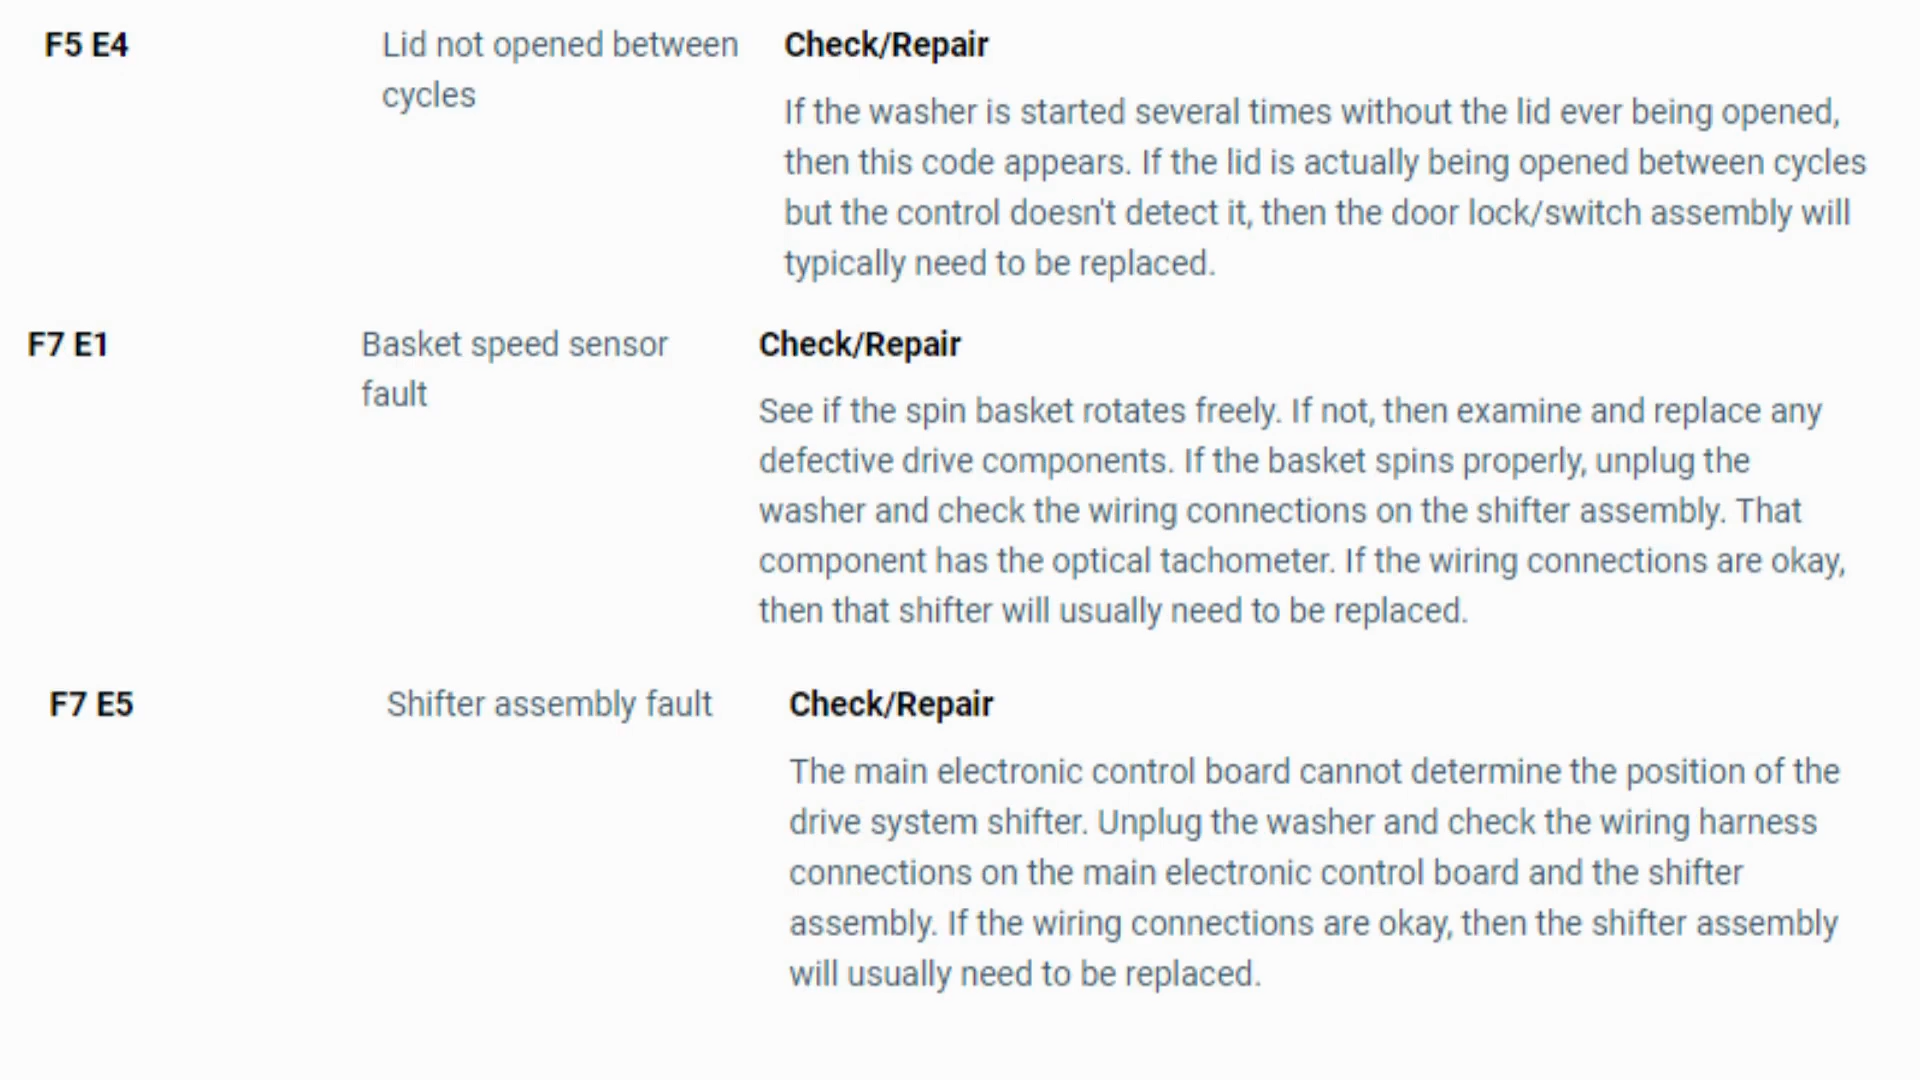 F5 E4
Lid not opened between
cycles
Check/Repair
If the washer is started several times without the lid ever being opened,
then this code appears. If the lid is actually being opened between cycles
but the control doesn't detect it, then the door lock/switch assembly will
typically need to be replaced.
F7 E1
Basket speed sensor
fault
Check/Repair
See if the spin basket rotates freely. If not, then examine and replace any
defective drive components. If the basket spins properly, unplug the
washer and check the wiring connections on the shifter assembly. That
component has the optical tachometer. If the wiring connections are okay,
then that shifter will usually need to be replaced.
F7 E5
Shifter assembly fault
Check/Repair
The main electronic control board cannot determine the position of the
drive system shifter. Unplug the washer and check the wiring harness
connections on the main electronic control board and the shifter
assembly. If the wiring connections are okay, then the shifter assembly
will usually need to be replaced.